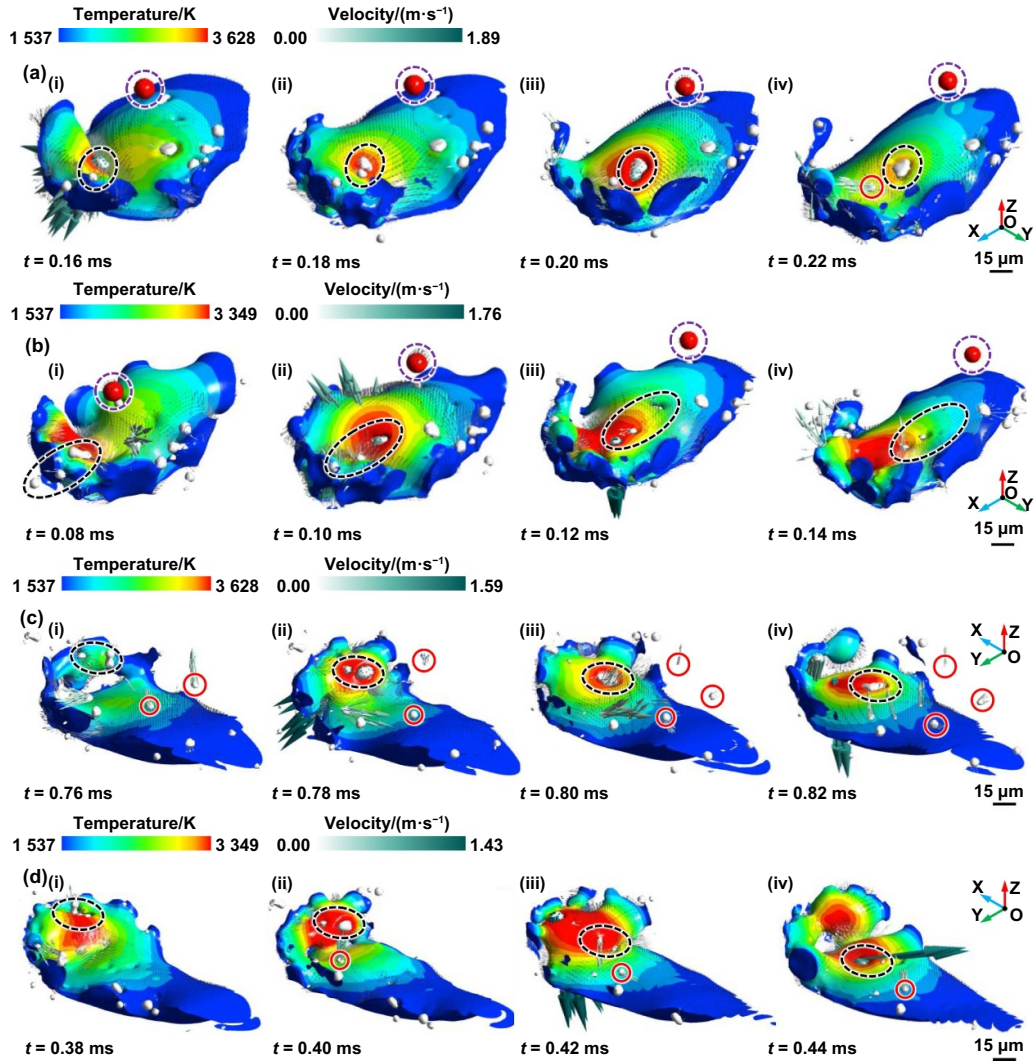 Temperature/K Velocity/(m·s⁻¹)
1 537 3 628 0.00 1.89
(a) (i) (ii) (iii) (iv)
Z
O
X Y
t = 0.16 ms t = 0.18 ms t = 0.20 ms t = 0.22 ms 15 μm
Temperature/K Velocity/(m·s⁻¹)
1 537 3 349 0.00 1.76
(b) (i) (ii) (iii) (iv)
Z
O
X Y
t = 0.08 ms t = 0.10 ms t = 0.12 ms t = 0.14 ms 15 μm
Temperature/K Velocity/(m·s⁻¹)
1 537 3 628 0.00 1.59
(c) (i) (ii) (iii) (iv)
X Z
Y O
t = 0.76 ms t = 0.78 ms t = 0.80 ms t = 0.82 ms 15 μm
Temperature/K Velocity/(m·s⁻¹)
1 537 3 349 0.00 1.43
(d) (i) (ii) (iii) (iv)
X Z
Y O
t = 0.38 ms t = 0.40 ms t = 0.42 ms t = 0.44 ms 15 μm